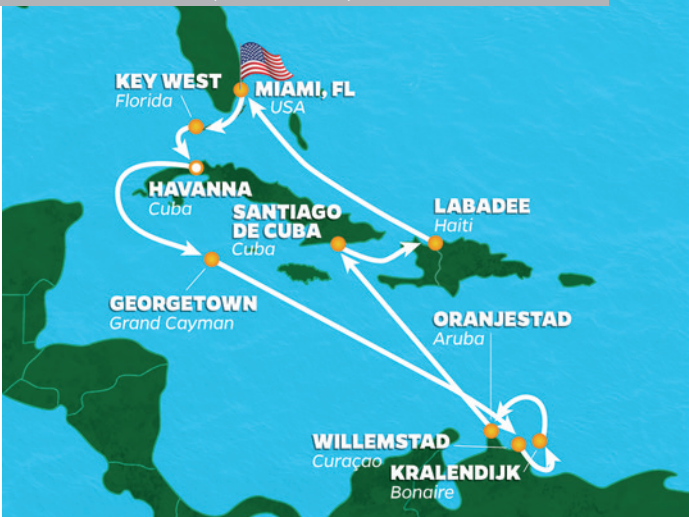 KEY WEST
Florida
MIAMI, FL
USA
HAVANNA
Cuba
SANTIAGO
DE CUBA
Cuba
LABADEE
Haiti
GEORGETOWN
Grand Cayman
ORANJESTAD
Aruba
WILLEMSTAD
Curaçao
KRALENDIJK
Bonaire